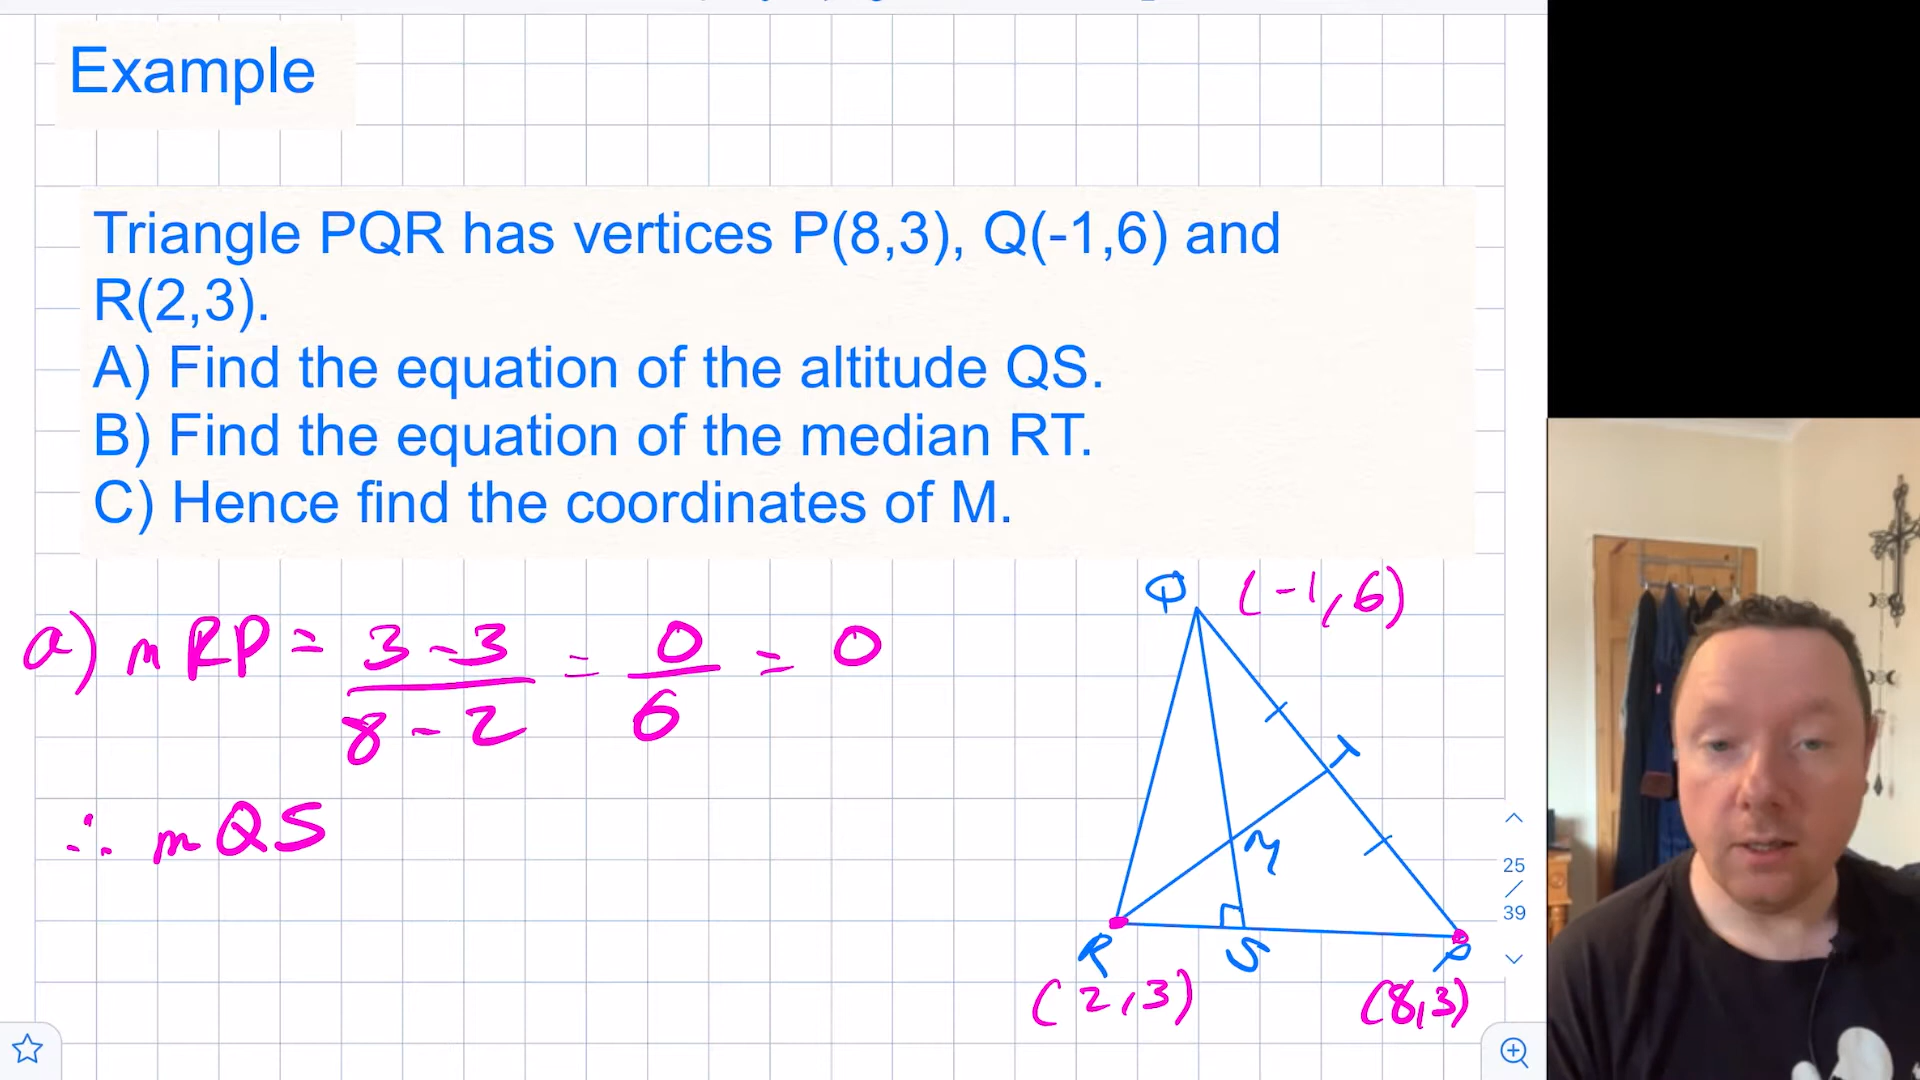 Example
Triangle PQR has vertices P(8,3), Q(-1,6) and
R(2,3).
A) Find the equation of the altitude QS.
B) Find the equation of the median RT.
C) Hence find the coordinates of M.
a) mRP = 3-3 / 8-2 = 0/6 = 0
∴ mQS
Q (-1,6)
T
M
R
S
P
(2,3)
(8,3)
25
/
39